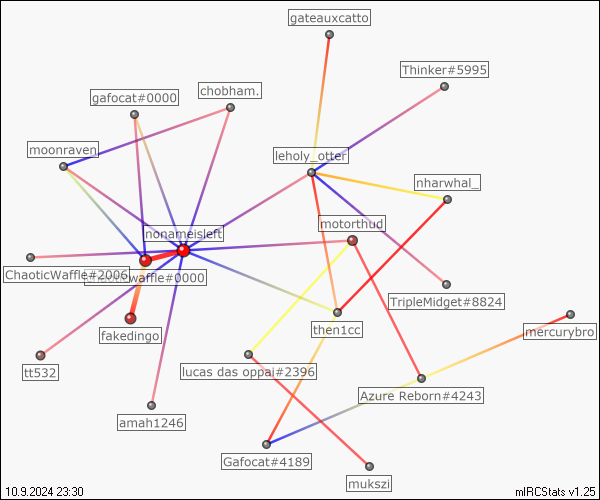 gateauxcatto
Thinker#5995
chobham.
gafocat#0000
moonraven
leholy_otter
nharwhal_
motorthud
nonameisleft
ChaoticWaffle#2006
waffle#0000
TripleMidget#8824
fakedingo
then1cc
mercurybro
tt532
lucas das oppai#2396
Azure Reborn#4243
amah1246
Gafocat#4189
mukszi
10.9.2024 23:30
mIRCStats v1.25